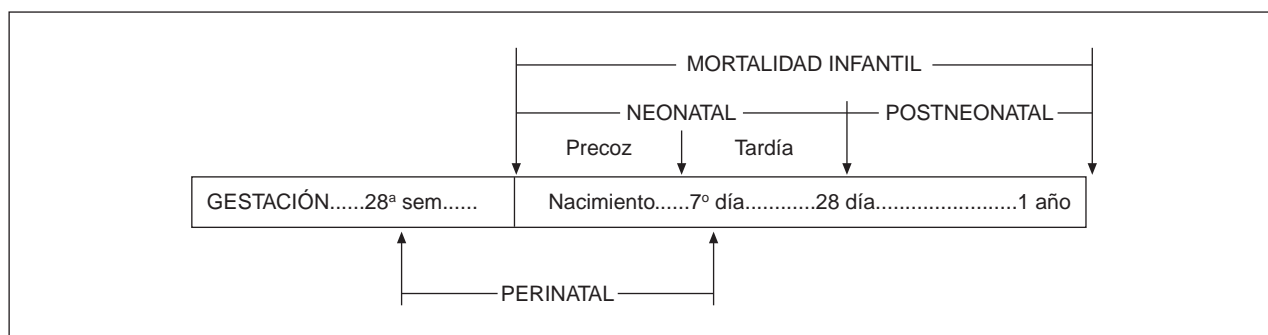 MORTALIDAD INFANTIL
NEONATAL POSTNEONATAL
Precoz Tardía
GESTACIÓN......28ª sem...... Nacimiento......7º día............28 día........................1 año
PERINATAL